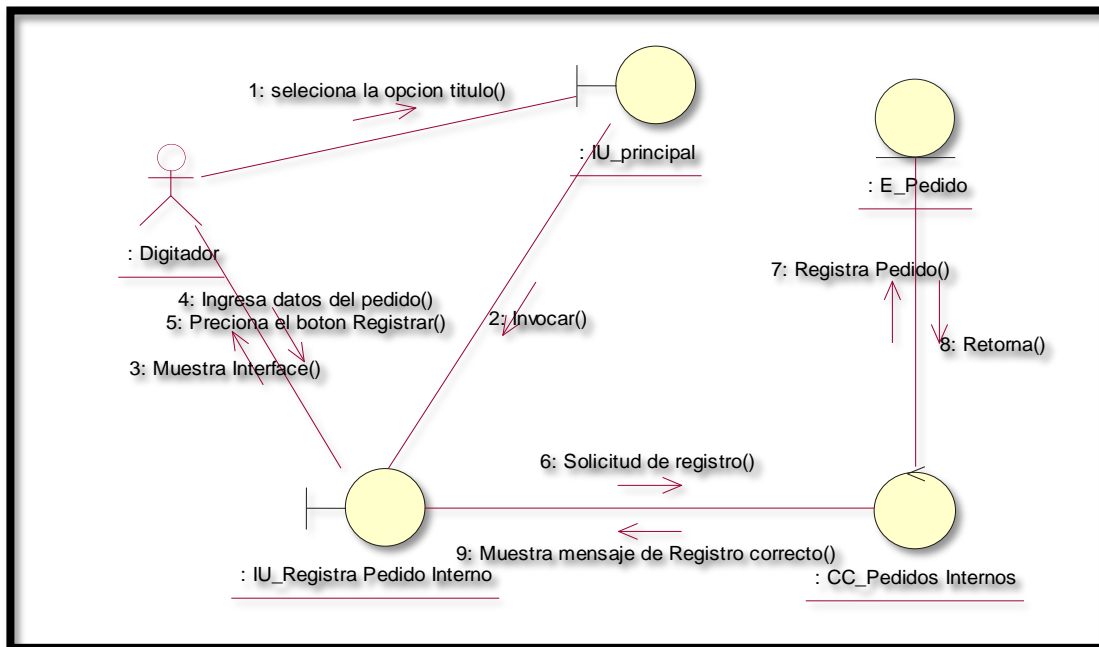 1: seleciona la opcion titulo()
: IU_principal
: E_Pedido
: Digitador
7: Registra Pedido()
4: Ingresa datos del pedido()
5: Preciona el boton Registrar()
2: Invocar()
8: Retorna()
3: Muestra Interface()
6: Solicitud de registro()
9: Muestra mensaje de Registro correcto()
: IU_Registra Pedido Interno
: CC_Pedidos Internos